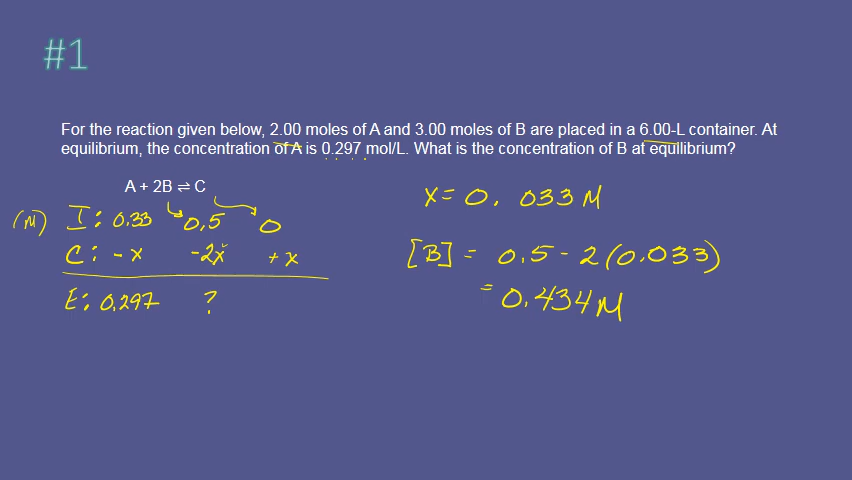 #1
For the reaction given below, 2.00 moles of A and 3.00 moles of B are placed in a 6.00-L container. At
equilibrium, the concentration of A is 0.297 mol/L. What is the concentration of B at equilibrium?
A + 2B ⇌ C
(M) I: 0.33 0.5 0
C: -x -2x +x
E: 0.297 ?
x = 0.033 M
[B] = 0.5 - 2(0.033)
= 0.434 M